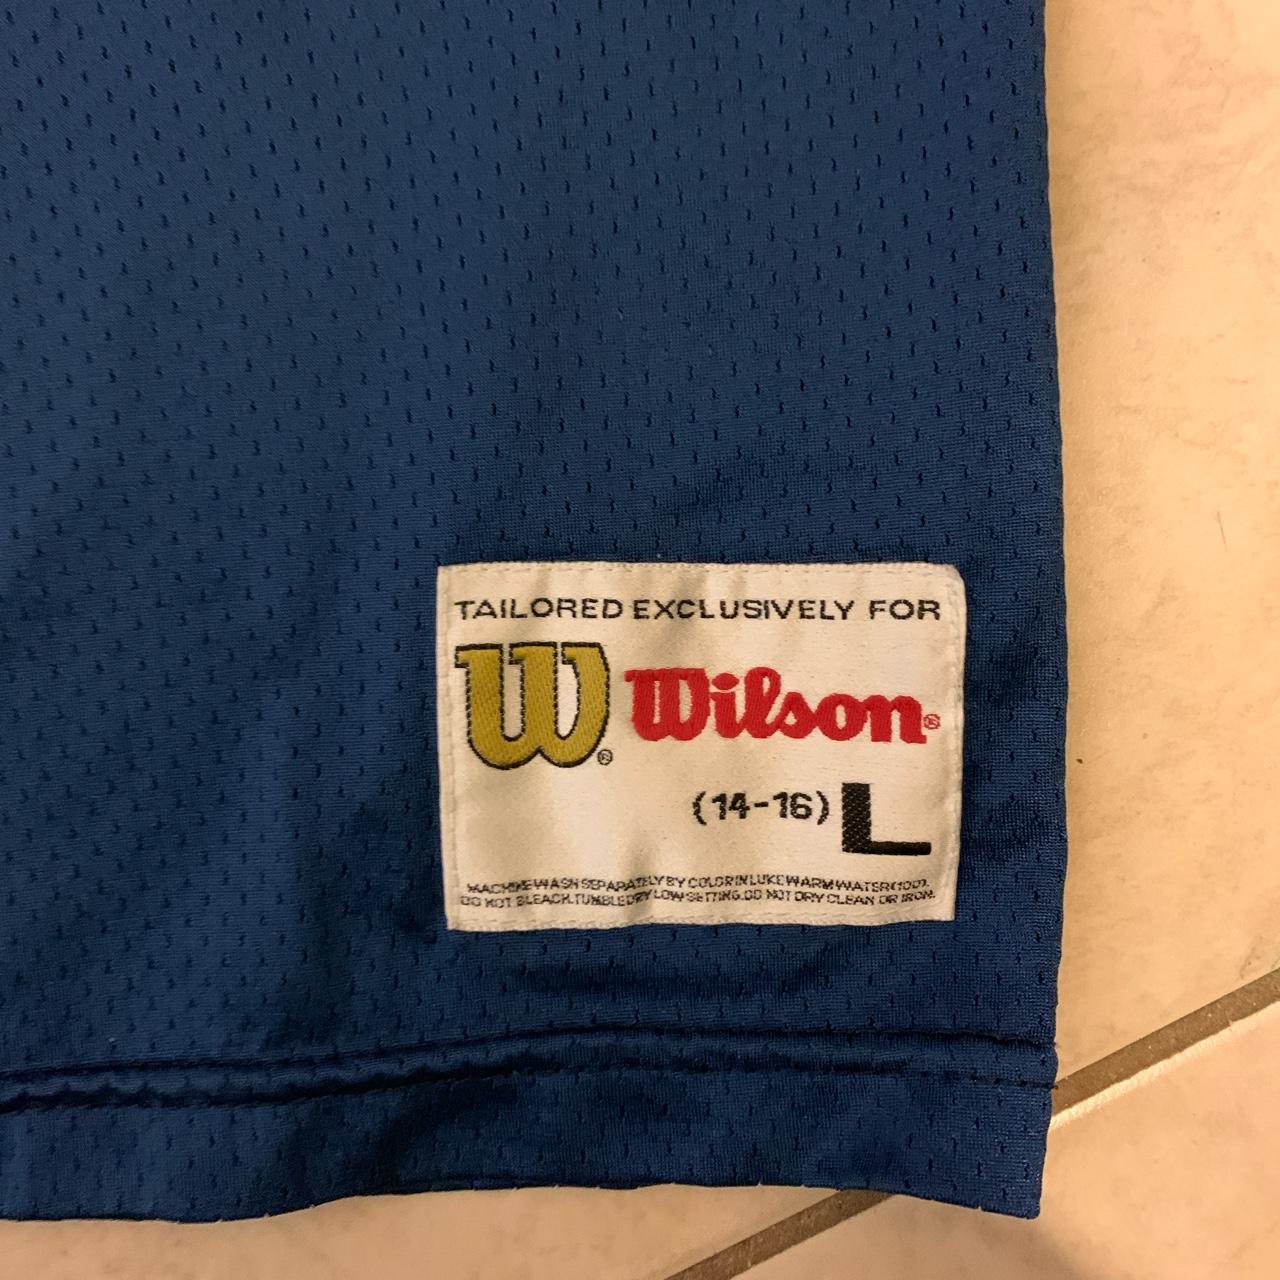 TAILORED EXCLUSIVELY FOR
W® Wilson®
(14-16) L
MACHINE WASH SEPARATELY BY COLOR IN LUKEWARM WATER (100).
DO NOT BLEACH. TUMBLE DRY LOW SETTING. DO NOT DRY CLEAN OR IRON.